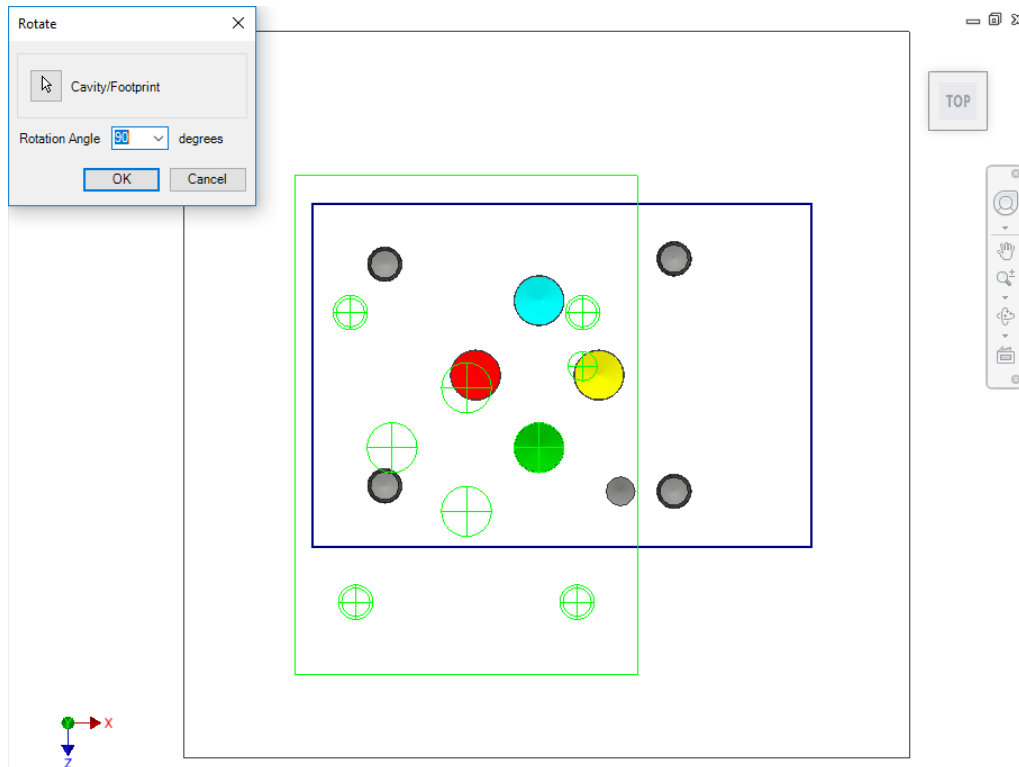 Rotate
Cavity/Footprint
Rotation Angle 90 degrees
OK Cancel
TOP
X
Z